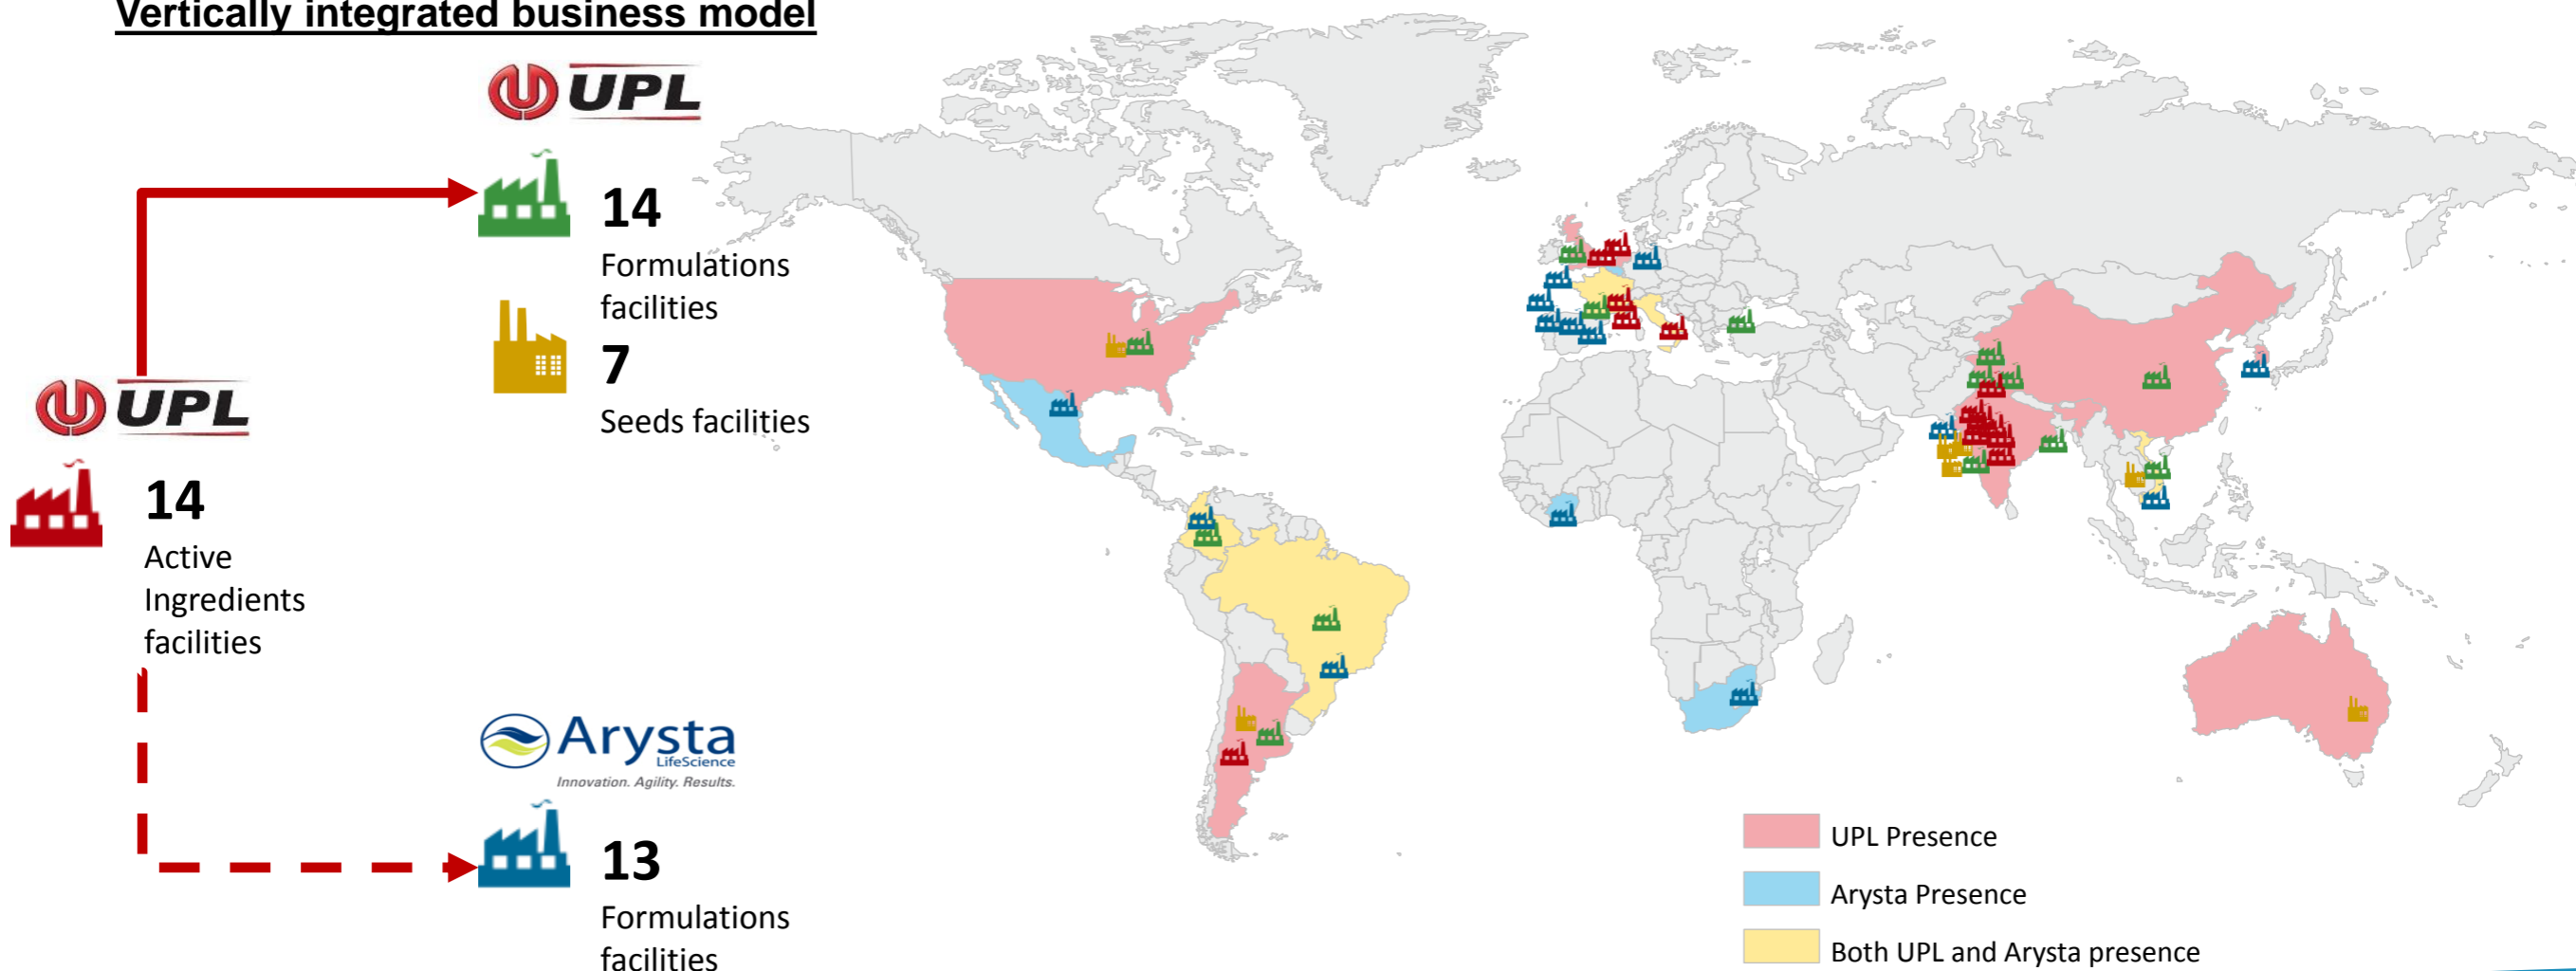 Vertically integrated business model
UPL
14
Formulations
facilities
7
Seeds facilities
UPL
14
Active
Ingredients
facilities
Arysta
LifeScience
Innovation. Agility. Results.
13
Formulations
facilities
UPL Presence
Arysta Presence
Both UPL and Arysta presence